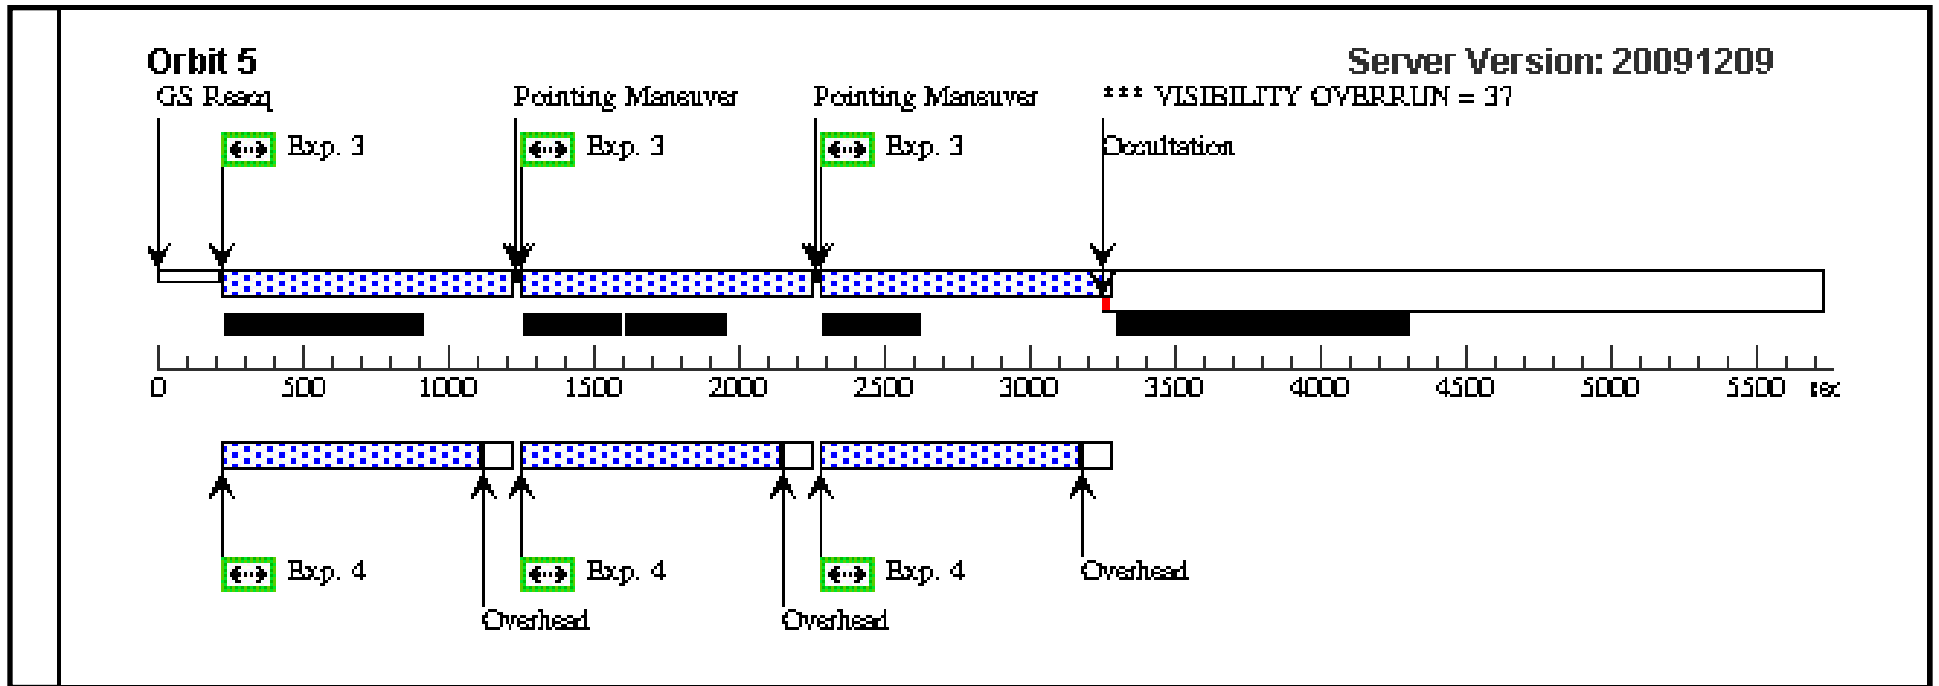 Orbit 5 Server Version: 20091209
GS Reacq Pointing Maneuver Pointing Maneuver *** VISIBILITY OVERRUN = 37
Exp. 3 Exp. 3 Exp. 3 Occultation
0 500 1000 1500 2000 2500 3000 3500 4000 4500 5000 5500 sec
Exp. 4 Exp. 4 Exp. 4 Overhead
Overhead Overhead